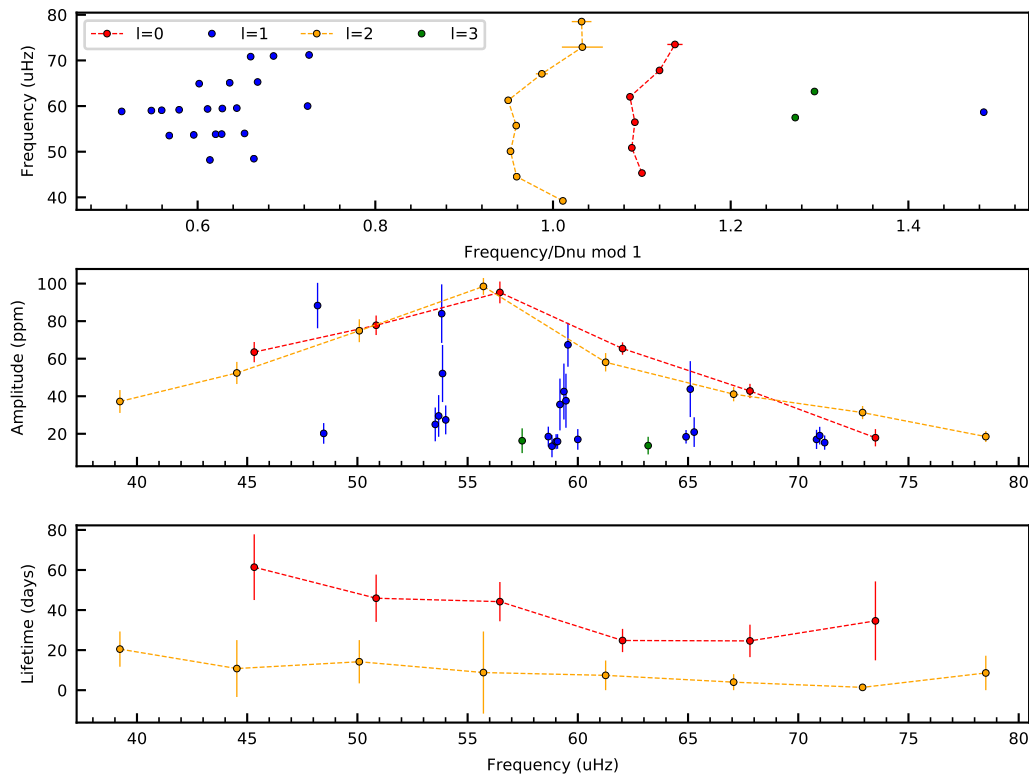 80
70
60
50
40
Frequency (uHz)
l=0 l=1 l=2 l=3
0.6 0.8 1.0 1.2 1.4
Frequency/Dnu mod 1
100
80
60
40
20
Amplitude (ppm)
40 45 50 55 60 65 70 75 80
80
60
40
20
0
Lifetime (days)
40 45 50 55 60 65 70 75 80
Frequency (uHz)